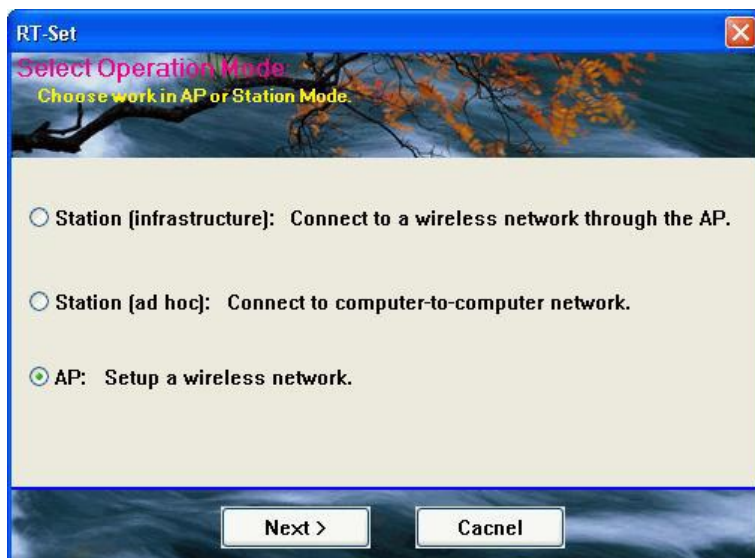 RT-Set
Select Operation Mode:
Choose work in AP or Station Mode.
Station (infrastructure): Connect to a wireless network through the AP.
Station (ad hoc): Connect to computer-to-computer network.
AP: Setup a wireless network.
Next >
Cacnel